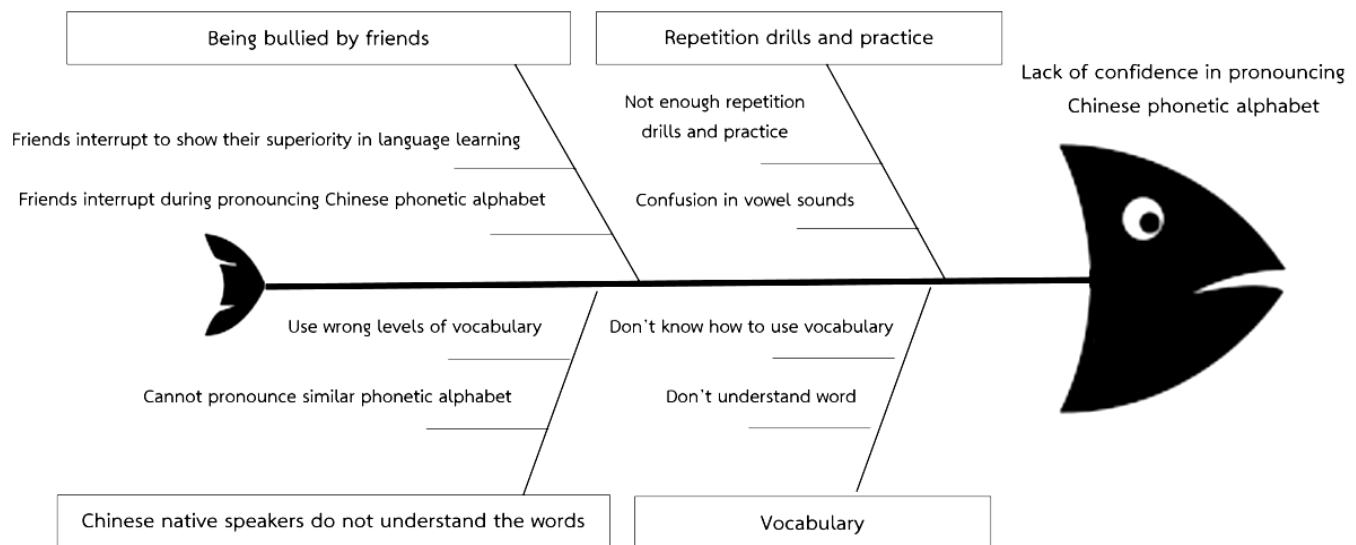 Being bullied by friends
Repetition drills and practice
Lack of confidence in pronouncing
Chinese phonetic alphabet
Not enough repetition
drills and practice
Friends interrupt to show their superiority in language learning
Friends interrupt during pronouncing Chinese phonetic alphabet
Confusion in vowel sounds
Use wrong levels of vocabulary
Don't know how to use vocabulary
Cannot pronounce similar phonetic alphabet
Don't understand word
Chinese native speakers do not understand the words
Vocabulary